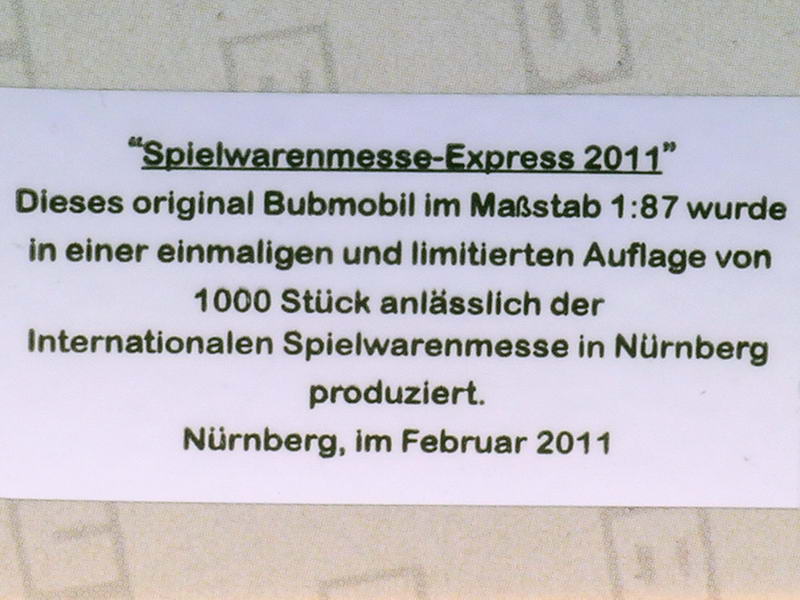 “Spielwarenmesse-Express 2011”
Dieses original Bubmobil im Maßstab 1:87 wurde
in einer einmaligen und limitierten Auflage von
1000 Stück anlässlich der
Internationalen Spielwarenmesse in Nürnberg
produziert.
Nürnberg, im Februar 2011